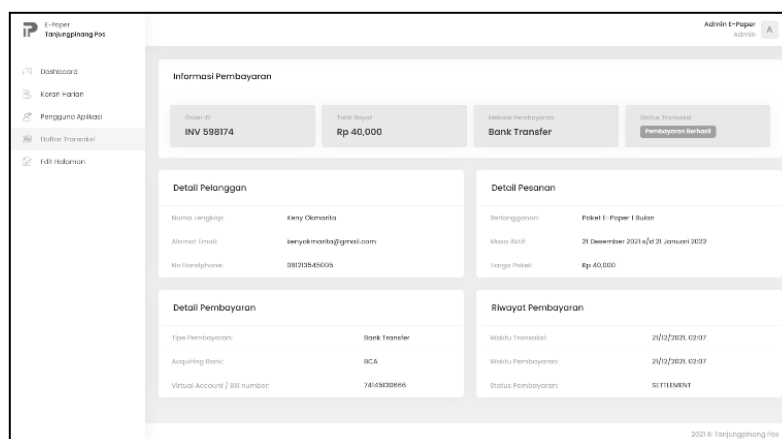 E-Paper
Tanjungpinang Pos
Admin E-Paper
Admin
A
Dashboard
Koran Harian
Pengguna Aplikasi
Daftar Transaksi
Edit Halaman
Informasi Pembayaran
Order ID
INV 598174
Total Bayar
Rp 40,000
Metode Pembayaran
Bank Transfer
Status Transaksi
Pembayaran Berhasil
Detail Pelanggan
Nama Lengkap: Keny Okmarita
Alamat Email: kenyokmarita@gmail.com
No Handphone: 081213545005
Detail Pesanan
Berlangganan: Paket E-Paper 1 Bulan
Masa Aktif: 21 Desember 2021 s/d 21 Januari 2022
Harga Paket: Rp 40,000
Detail Pembayaran
Tipe Pembayaran: Bank Transfer
Acquiring Bank: BCA
Virtual Account / Bill number:
Riwayat Pembayaran
Waktu Transaksi: 21/12/2021, 02:07
Waktu Pembayaran: 21/12/2021, 02:07
Status Pembayaran: SETTLEMENT
2021 © Tanjungpinang Pos